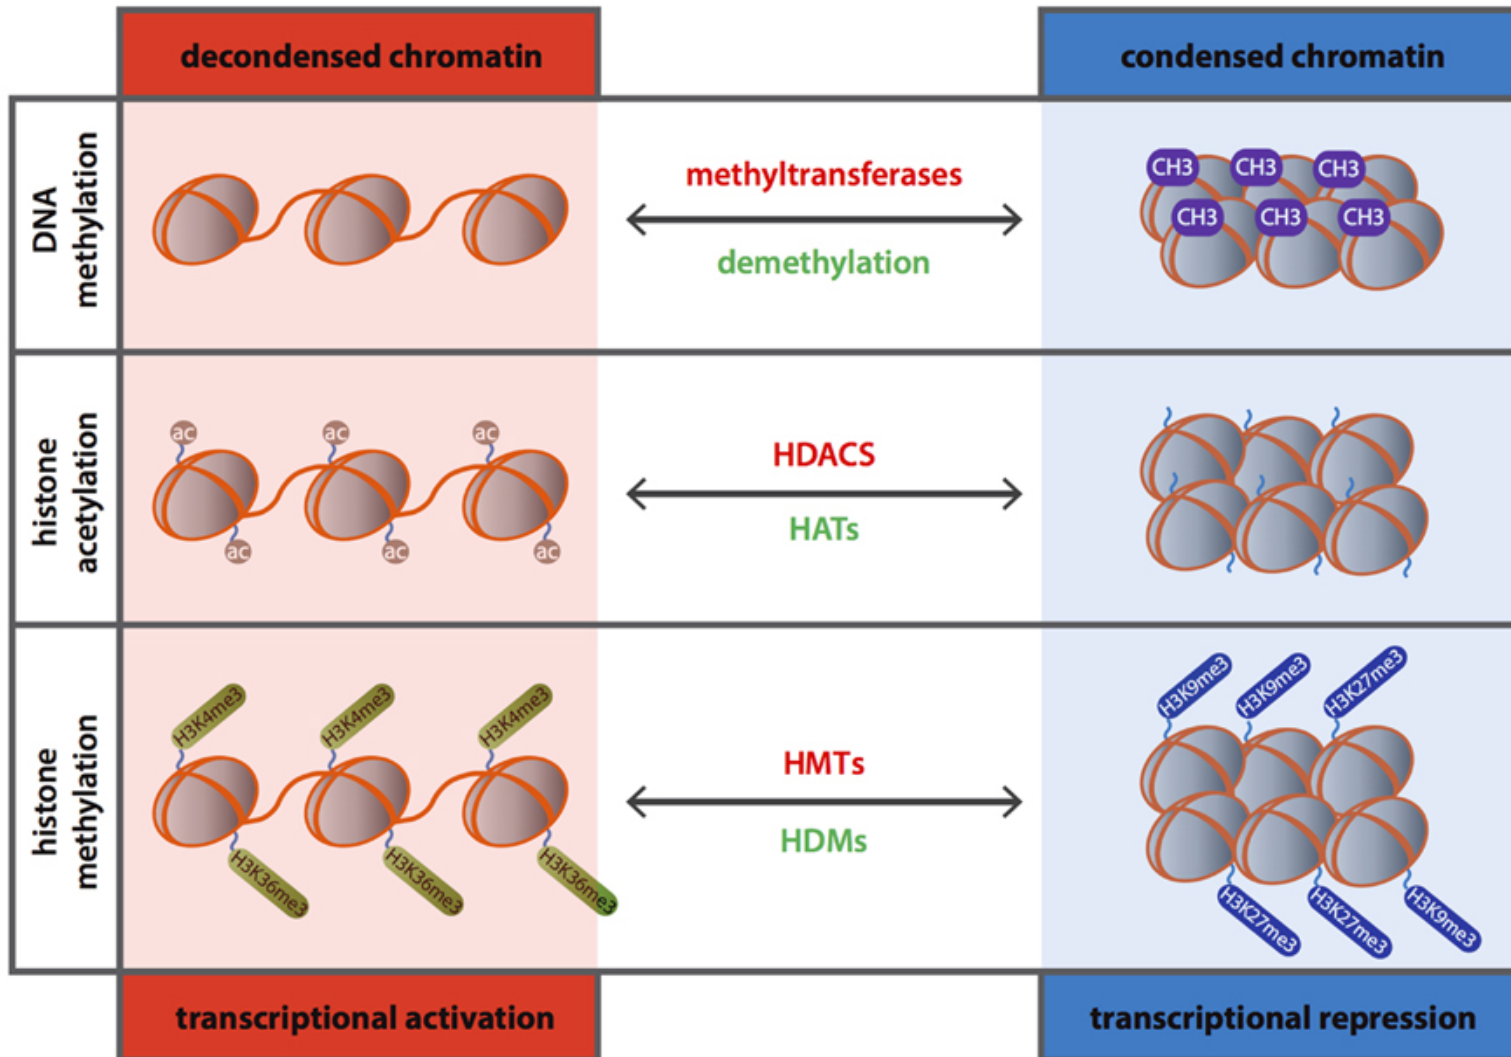 decondensed chromatin
condensed chromatin
DNA
methylation
methyltransferases
demethylation
CH3
CH3
CH3
CH3
CH3
CH3
histone
acetylation
ac
ac
ac
ac
ac
ac
HDACS
HATs
histone
methylation
H3K4me3
H3K4me3
H3K4me3
H3K36me3
H3K36me3
H3K36me3
HMTs
HDMs
H3K9me3
H3K9me3
H3K27me3
H3K27me3
H3K27me3
H3K9me3
transcriptional activation
transcriptional repression